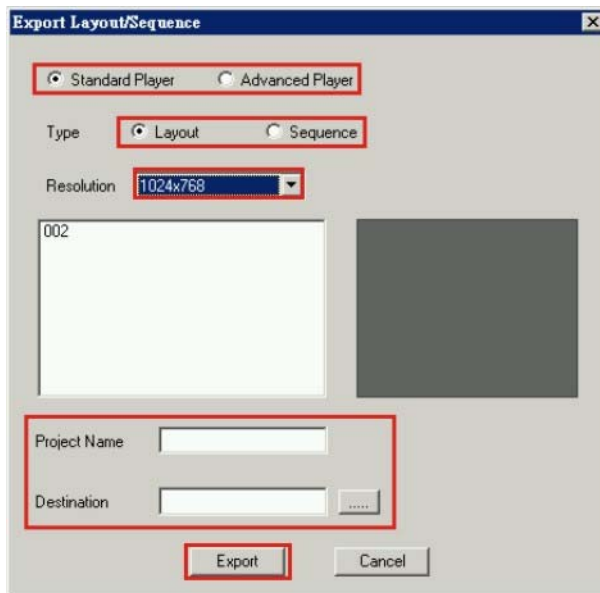 Export Layout/Sequence
Standard Player Advanced Player
Type Layout Sequence
Resolution 1024x768
002
Project Name
Destination .....
Export Cancel